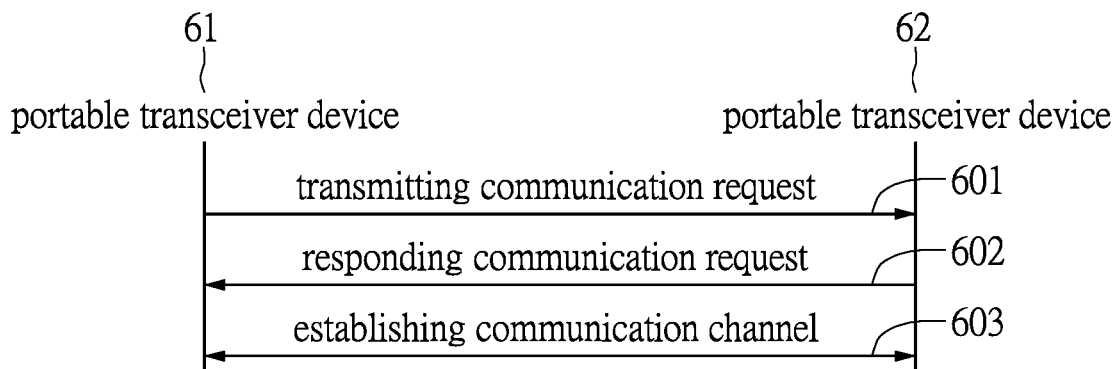 61
62
portable transceiver device
portable transceiver device
transmitting communication request
601
responding communication request
602
establishing communication channel
603